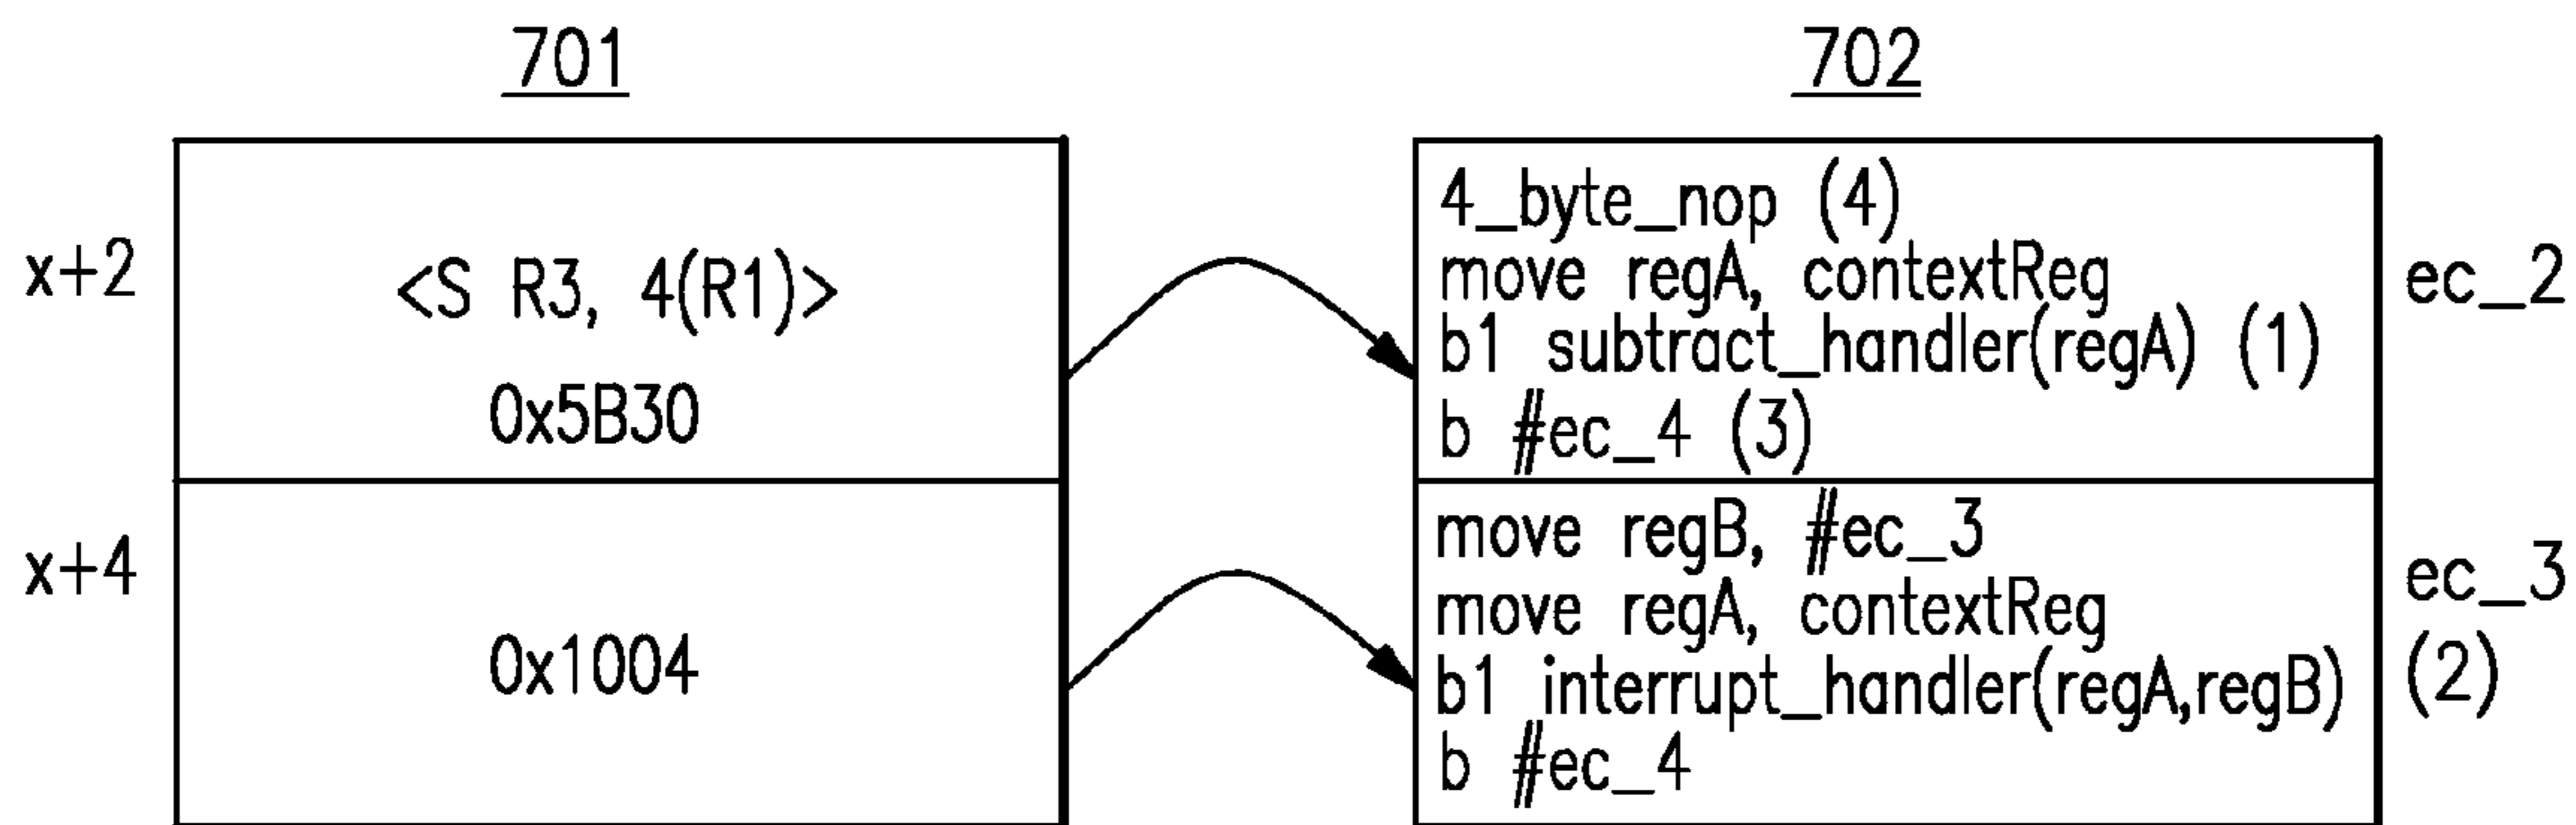 701
702
x+2
<S R3, 4(R1)>
0x5B30
4_byte_nop (4)
move regA, contextReg
b1 subtract_handler(regA) (1)
b #ec_4 (3)
ec_2
x+4
0x1004
move regB, #ec_3
move regA, contextReg
b1 interrupt_handler(regA,regB)
b #ec_4
ec_3
(2)